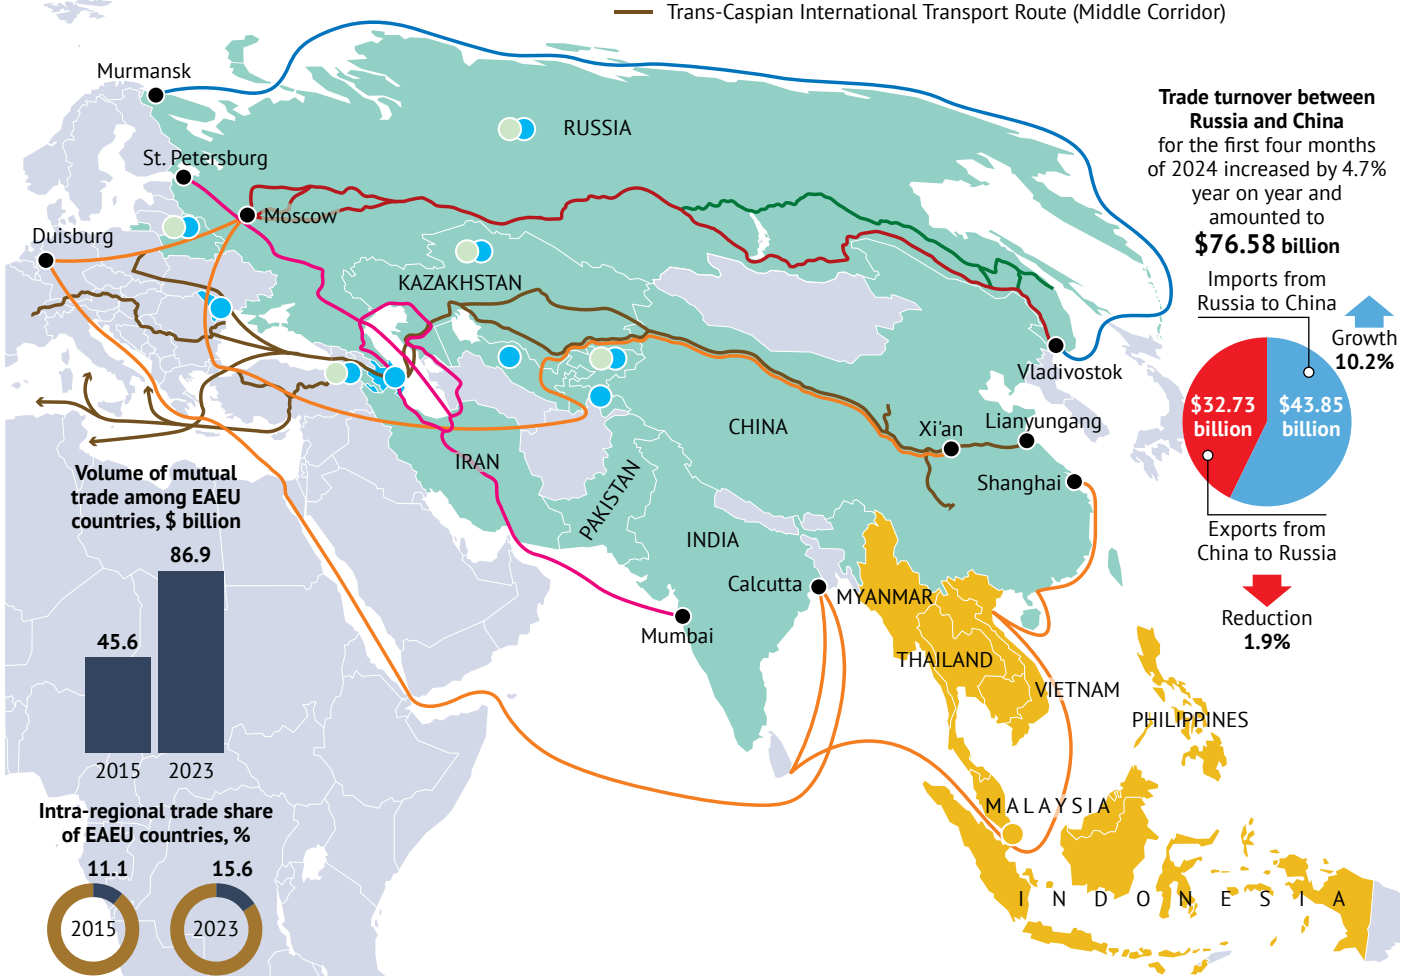 Trans-Caspian International Transport Route (Middle Corridor)
Murmansk
St. Petersburg
Moscow
Duisburg
RUSSIA
KAZAKHSTAN
Vladivostok
CHINA
Xi'an
Lianyungang
Shanghai
IRAN
PAKISTAN
INDIA
Calcutta
Mumbai
MYANMAR
THAILAND
VIETNAM
PHILIPPINES
MALAYSIA
INDONESIA
Trade turnover between
Russia and China
for the first four months
of 2024 increased by 4.7%
year on year and
amounted to
$76.58 billion
Imports from
Russia to China
Growth
10.2%
$32.73
billion
$43.85
billion
Exports from
China to Russia
Reduction
1.9%
Volume of mutual
trade among EAEU
countries, $ billion
86.9
45.6
2015 2023
Intra-regional trade share
of EAEU countries, %
11.1 15.6
2015 2023